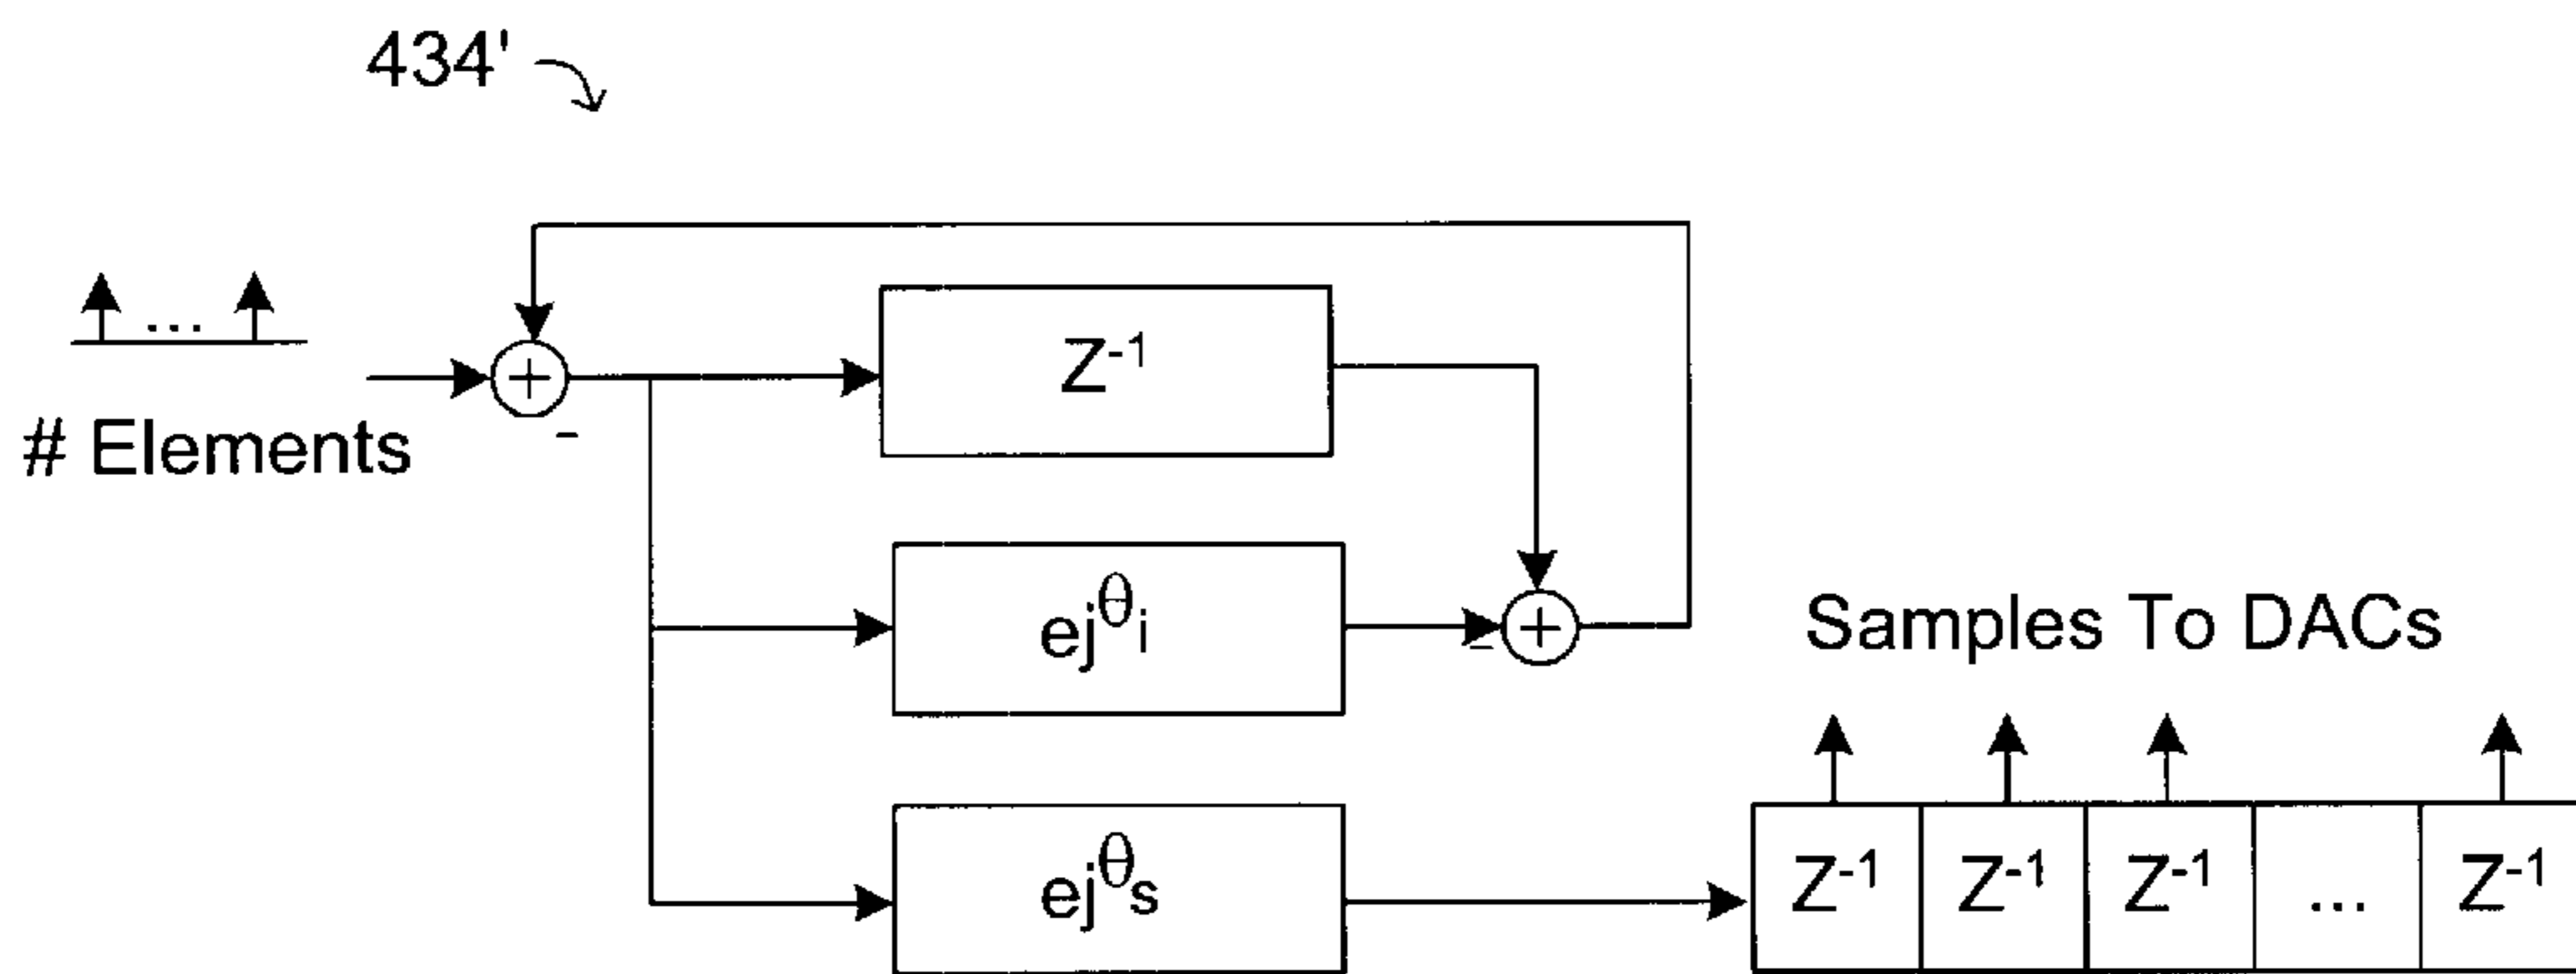 434'
...
+
-
# Elements
Z⁻¹
ejθi
-
+
Samples To DACs
ejθs
Z⁻¹ Z⁻¹ Z⁻¹ ... Z⁻¹